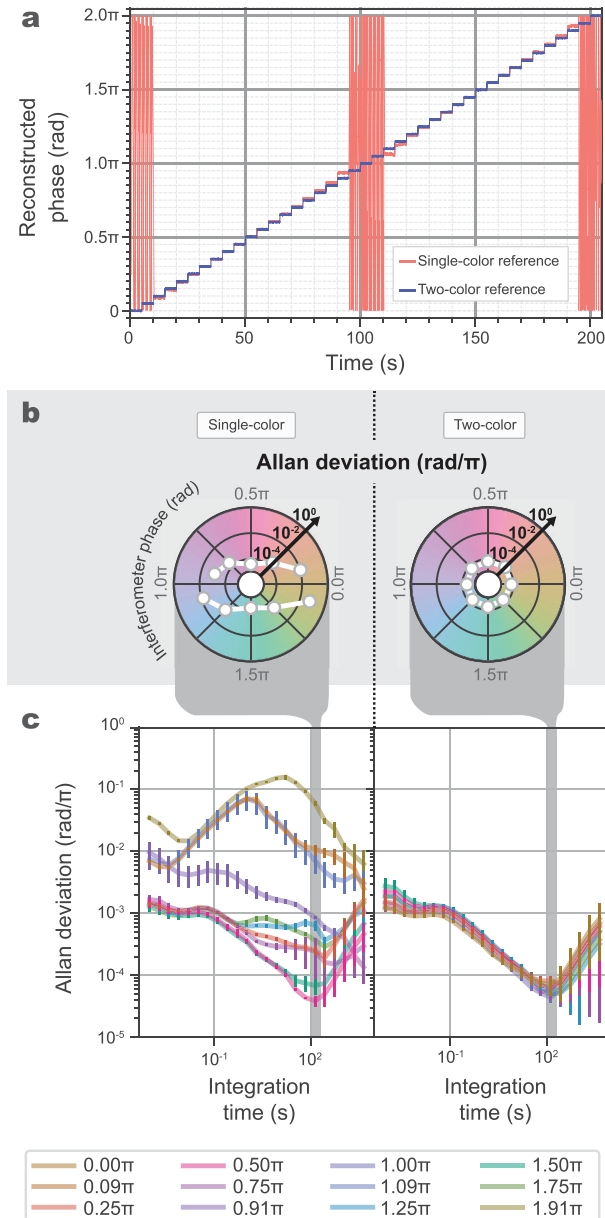 a
Reconstructed
phase (rad)
2.0π
1.5π
1.0π
0.5π
0
Single-color reference
Two-color reference
0 50 100 150 200
Time (s)
b
Single-color Two-color
Allan deviation (rad/π)
Interferometer phase (rad)
0.5π 0.5π
10⁰ 10⁰
10⁻² 10⁻²
10⁻⁴ 10⁻⁴
1.0π 0.0π 1.0π 0.0π
1.5π 1.5π
c
Allan deviation (rad/π)
10⁰
10⁻¹
10⁻²
10⁻³
10⁻⁴
10⁻⁵
10⁻¹ 10² 10⁻¹ 10²
Integration Integration
time (s) time (s)
0.00π 0.50π 1.00π 1.50π
0.09π 0.75π 1.09π 1.75π
0.25π 0.91π 1.25π 1.91π